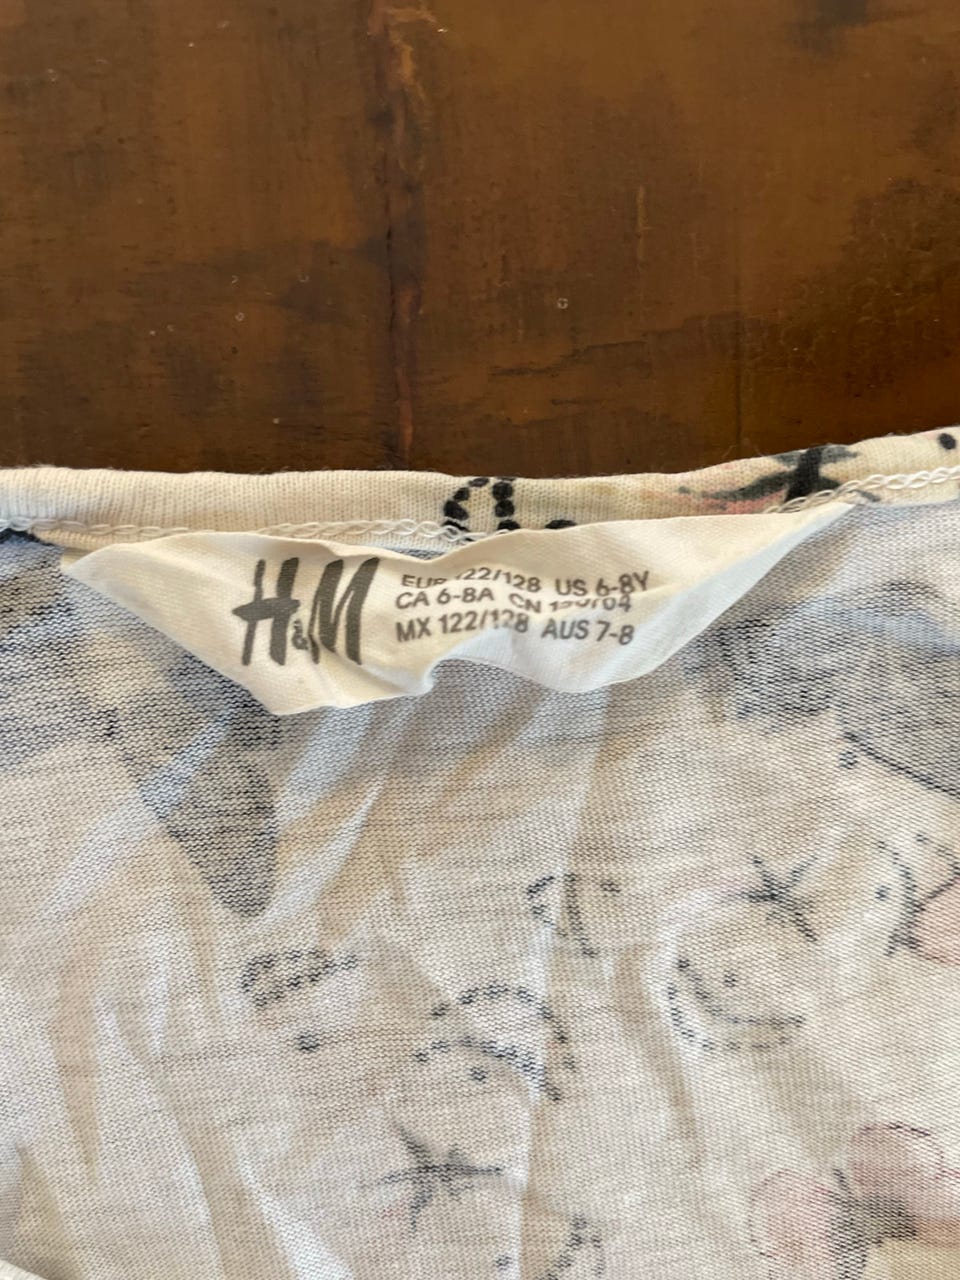 H&M
EUR 122/128 US 6-8Y
CA 6-8A CN
MX 122/128 AUS 7-8